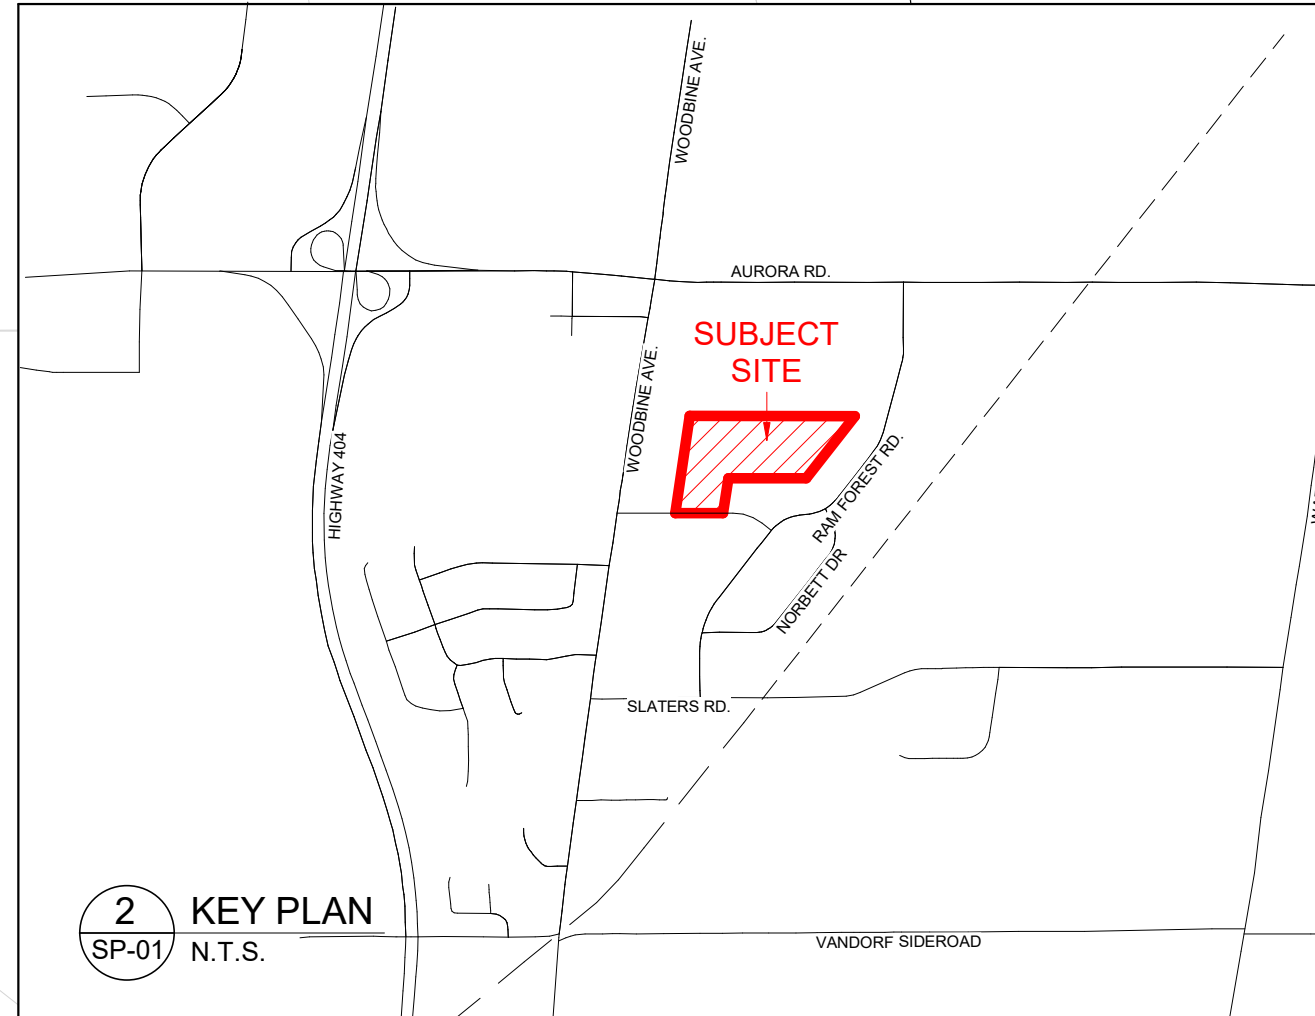 WOODBINE AVE.
AURORA RD.
SUBJECT
SITE
WOODBINE AVE.
HIGHWAY 404
RAM FOREST RD.
NORBETT DR
SLATERS RD.
2
KEY PLAN
SP-01
N.T.S.
VANDORF SIDEROAD